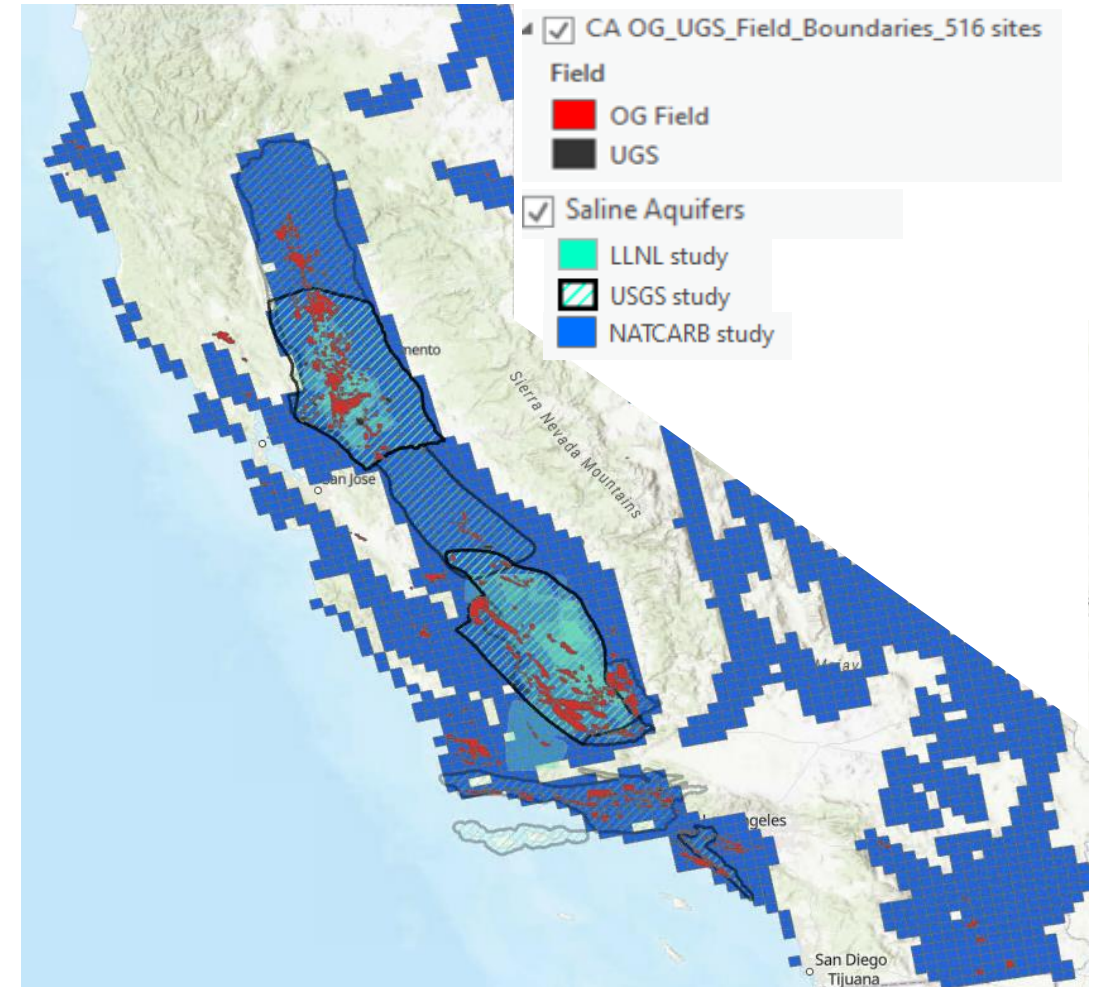 CA OG_UGS_Field_Boundaries_516 sites
Field
OG Field
UGS
Saline Aquifers
LLNL study
USGS study
NATCARB study
mento
Sierra Nevada Mountains
an Jose
geles
San Diego
Tijuana